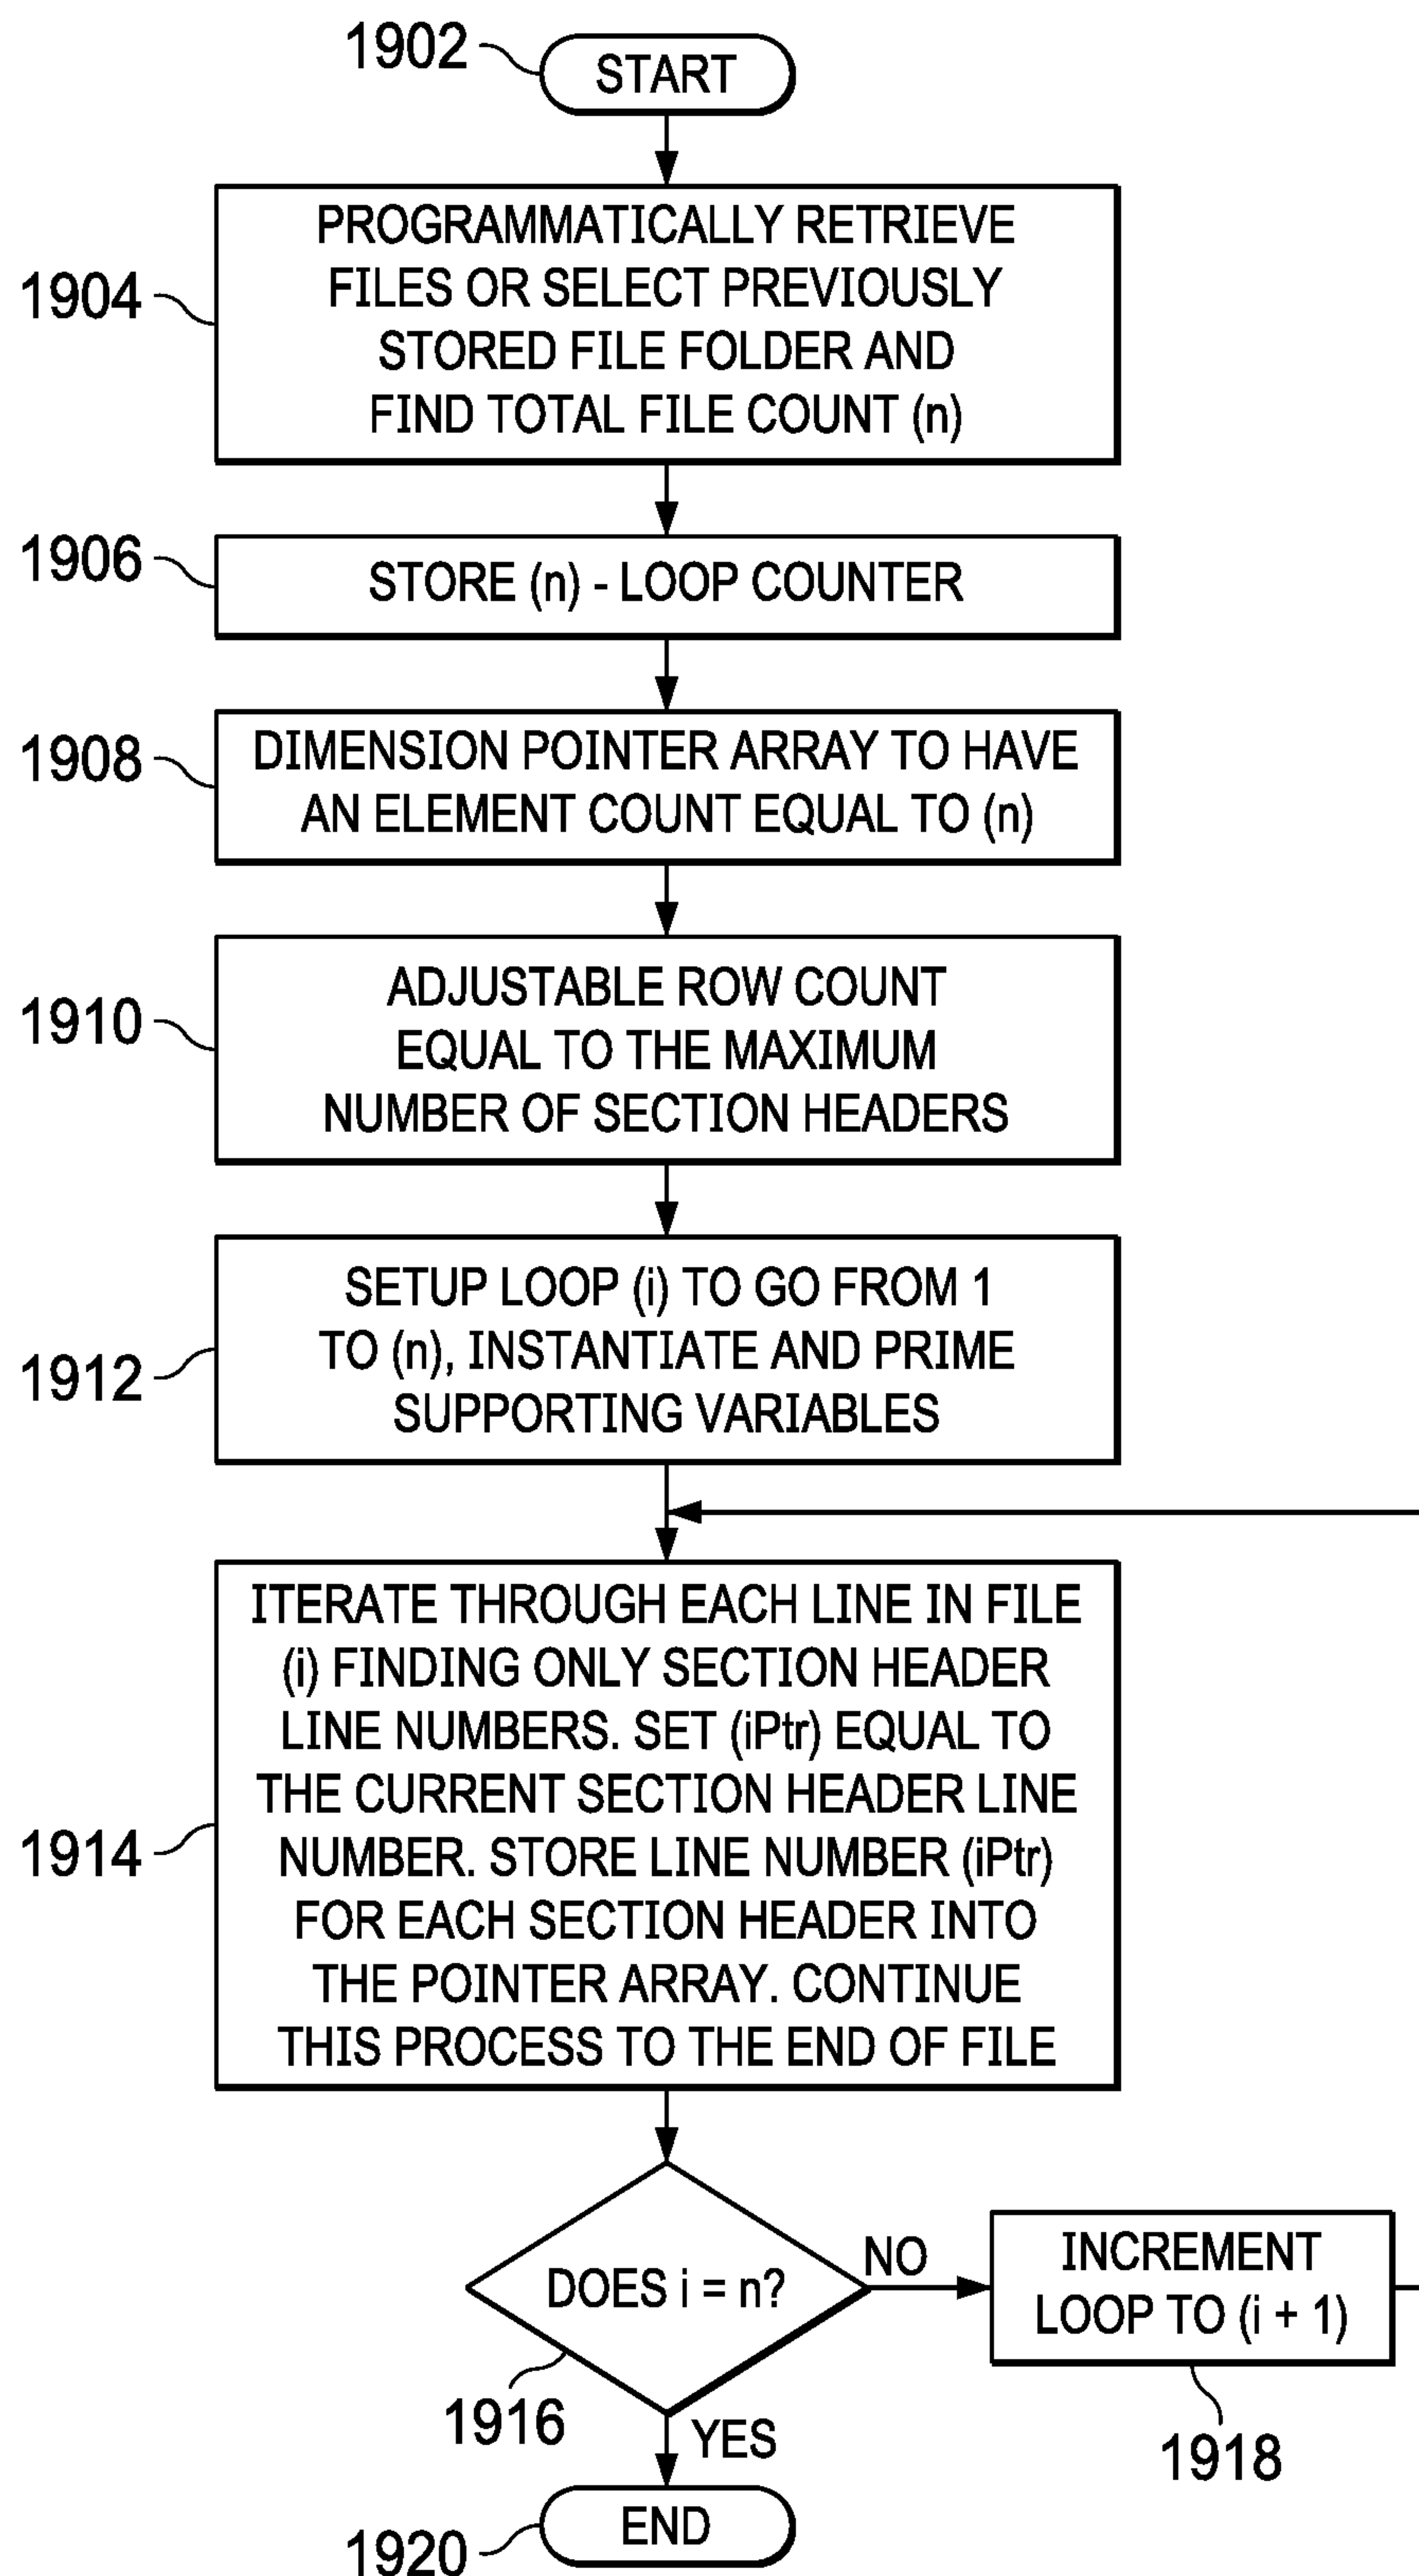 1902
START
1904
PROGRAMMATICALLY RETRIEVE
FILES OR SELECT PREVIOUSLY
STORED FILE FOLDER AND
FIND TOTAL FILE COUNT (n)
1906
STORE (n) - LOOP COUNTER
1908
DIMENSION POINTER ARRAY TO HAVE
AN ELEMENT COUNT EQUAL TO (n)
1910
ADJUSTABLE ROW COUNT
EQUAL TO THE MAXIMUM
NUMBER OF SECTION HEADERS
1912
SETUP LOOP (i) TO GO FROM 1
TO (n), INSTANTIATE AND PRIME
SUPPORTING VARIABLES
1914
ITERATE THROUGH EACH LINE IN FILE
(i) FINDING ONLY SECTION HEADER
LINE NUMBERS. SET (iPtr) EQUAL TO
THE CURRENT SECTION HEADER LINE
NUMBER. STORE LINE NUMBER (iPtr)
FOR EACH SECTION HEADER INTO
THE POINTER ARRAY. CONTINUE
THIS PROCESS TO THE END OF FILE
DOES i = n?
NO
INCREMENT
LOOP TO (i + 1)
1916
YES
1918
END
1920